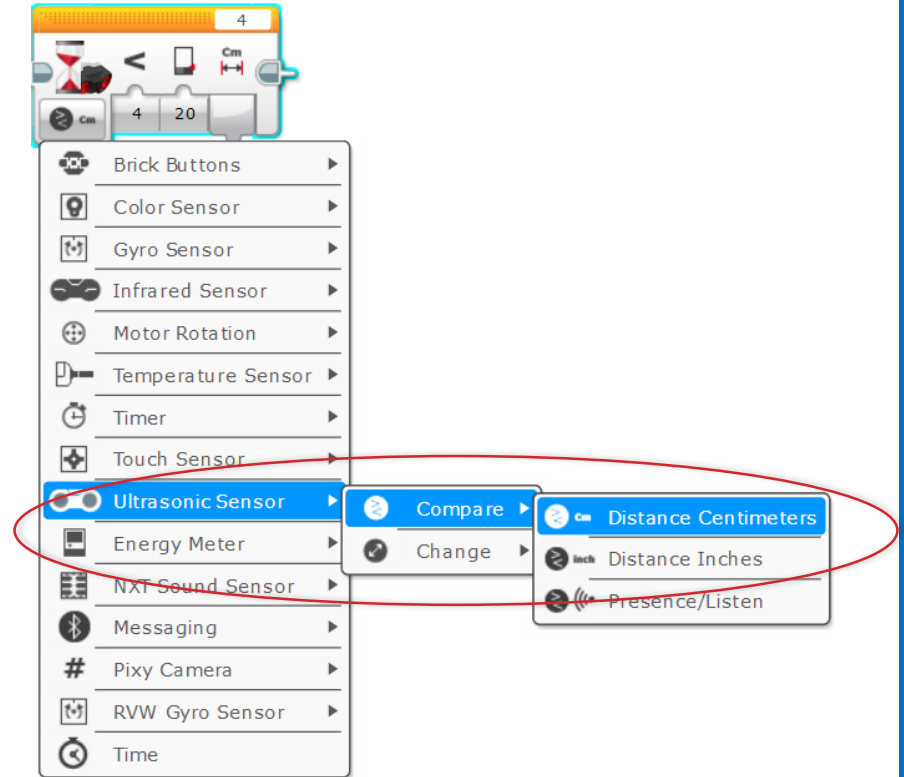 4
<
Cm
Cm
4 20
Brick Buttons
Color Sensor
Gyro Sensor
Infrared Sensor
Motor Rotation
Temperature Sensor
Timer
Touch Sensor
Ultrasonic Sensor
Compare
Cm Distance Centimeters
Energy Meter
Change
inch Distance Inches
NXT Sound Sensor
Presence/Listen
Messaging
# Pixy Camera
RVW Gyro Sensor
Time